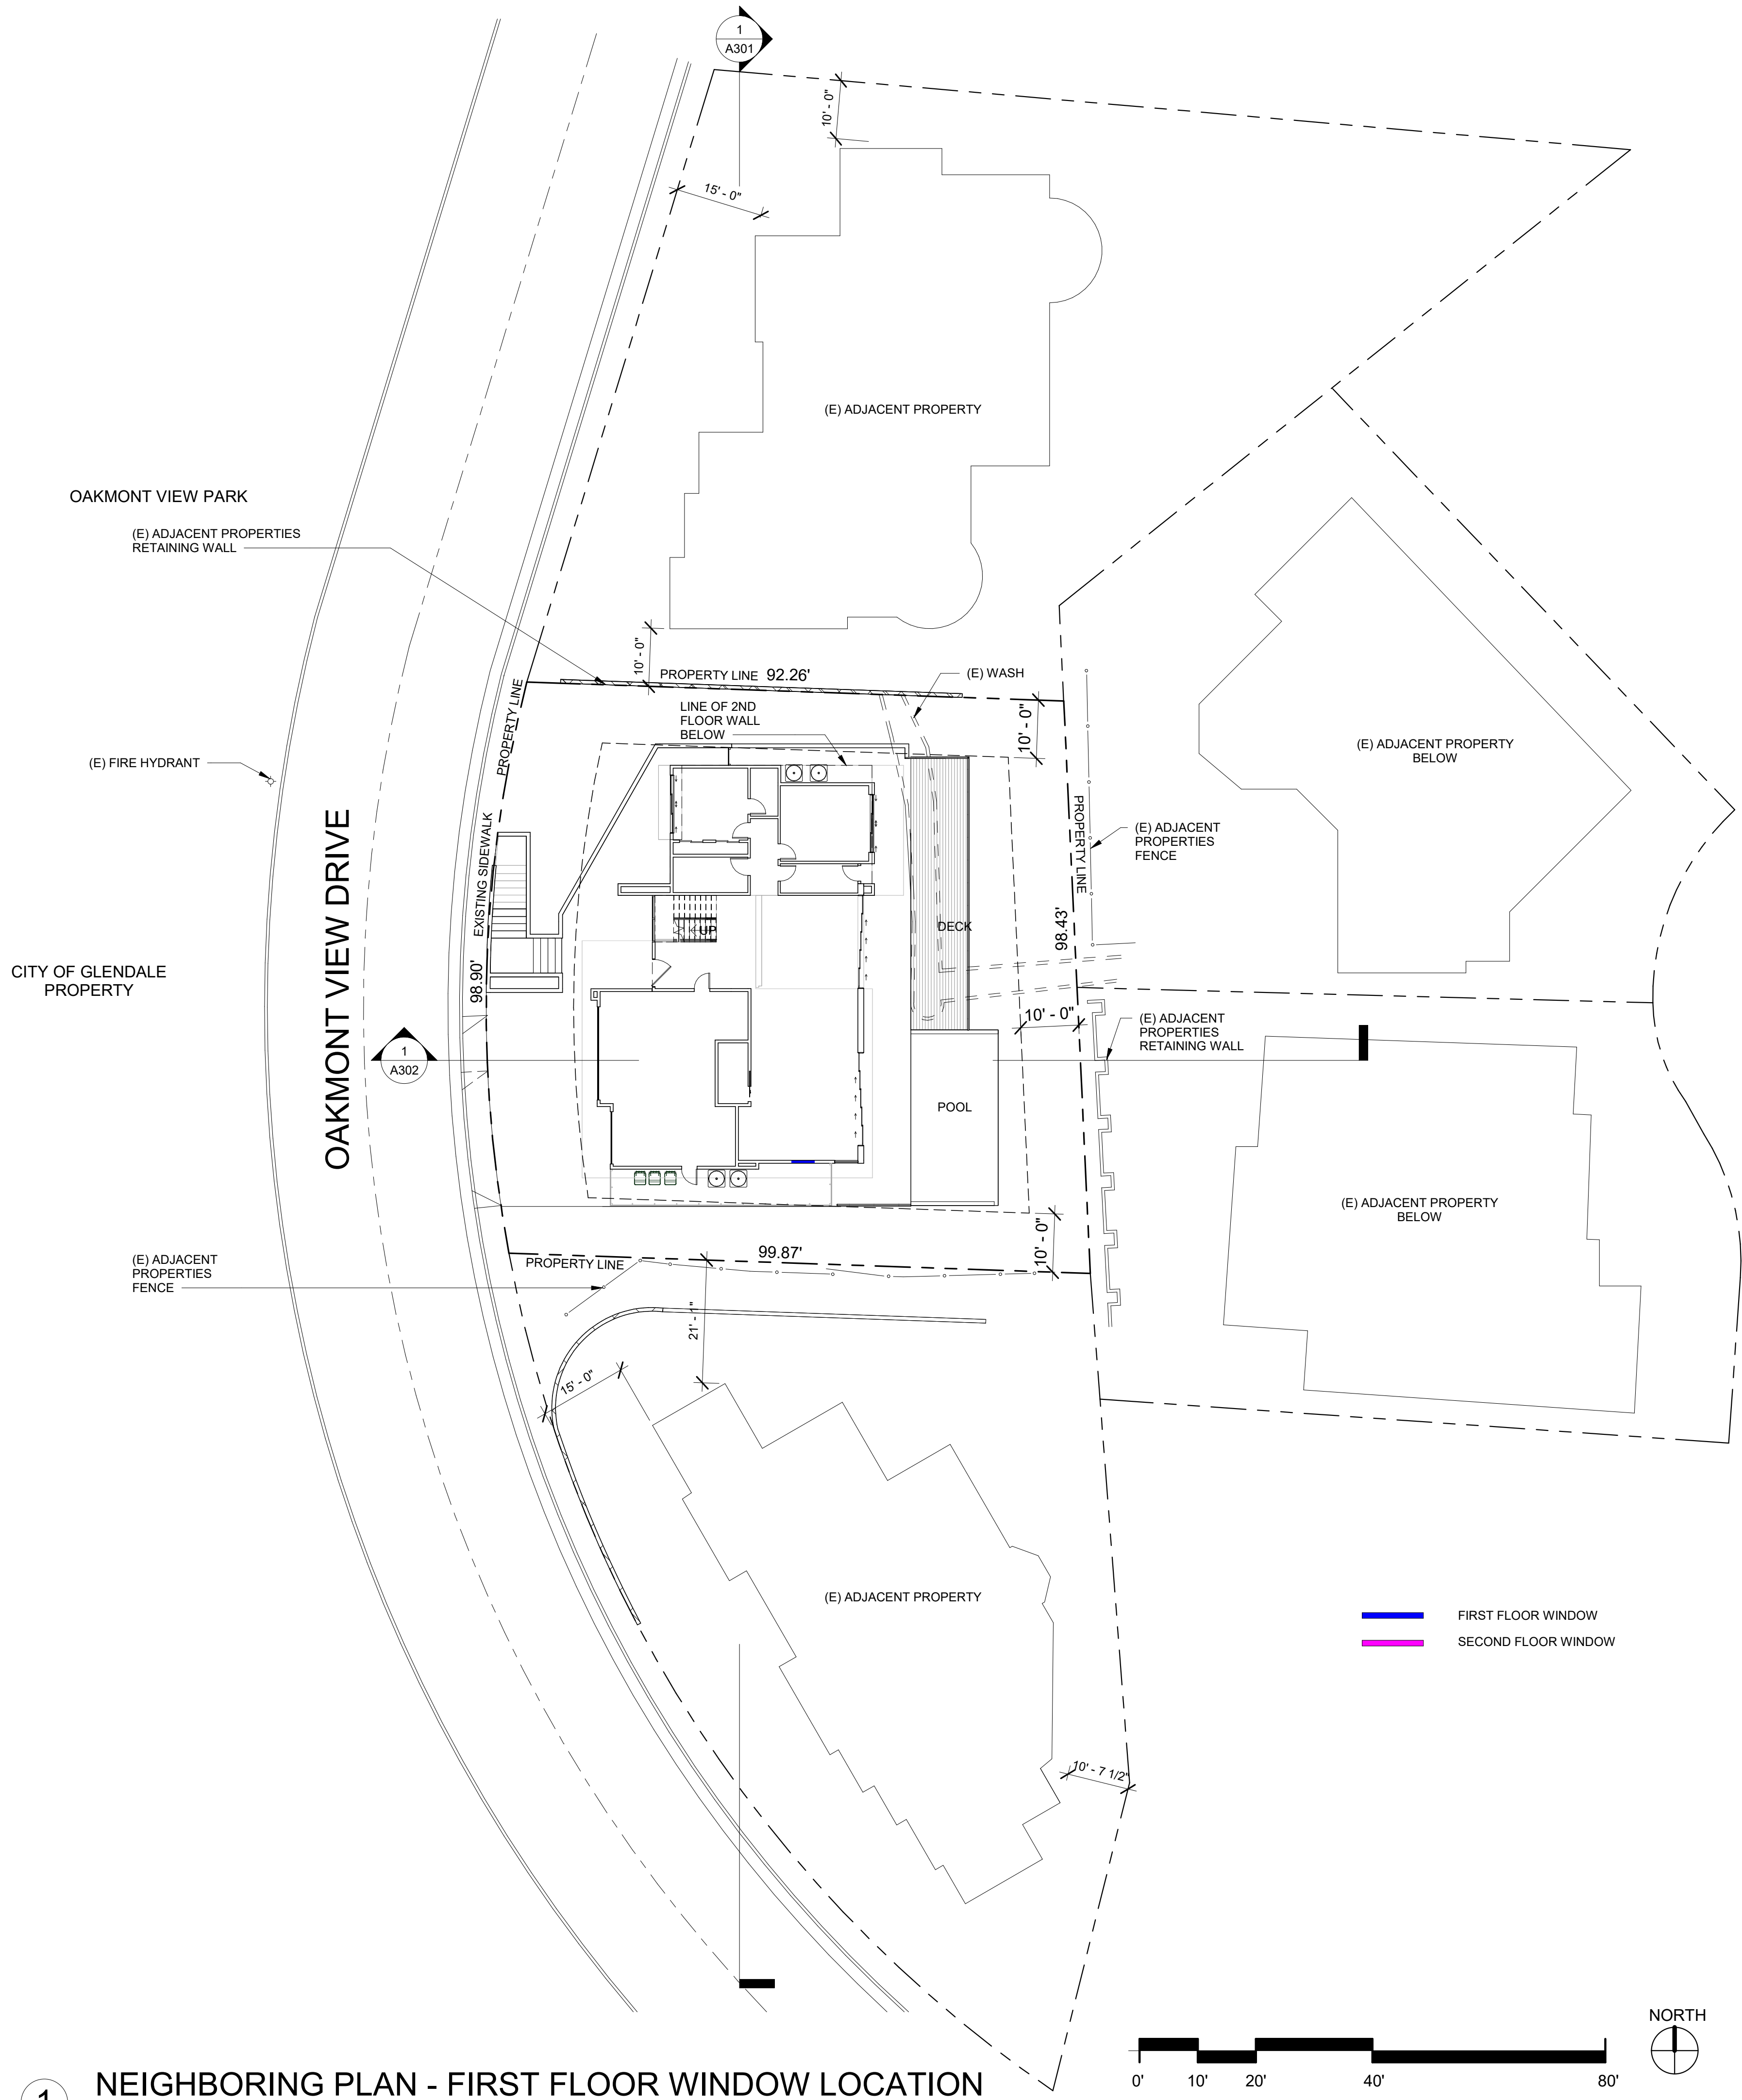 1
A301
10' - 0"
15' - 0"
(E) ADJACENT PROPERTY
OAKMONT VIEW PARK
(E) ADJACENT PROPERTIES
RETAINING WALL
10' - 0"
PROPERTY LINE 92.26'
(E) WASH
PROPERTY LINE
LINE OF 2ND
FLOOR WALL
BELOW
10' - 0"
(E) ADJACENT PROPERTY
BELOW
(E) FIRE HYDRANT
PROPERTY LINE
(E) ADJACENT
PROPERTIES
FENCE
EXISTING SIDEWALK
OAKMONT VIEW DRIVE
UP
DECK
98.43'
CITY OF GLENDALE
PROPERTY
98.90'
10' - 0"
(E) ADJACENT
PROPERTIES
RETAINING WALL
1
A302
POOL
(E) ADJACENT PROPERTY
BELOW
10' - 0"
99.87'
PROPERTY LINE
(E) ADJACENT
PROPERTIES
FENCE
21' - 1"
15' - 0"
(E) ADJACENT PROPERTY
FIRST FLOOR WINDOW
SECOND FLOOR WINDOW
10' - 7 1/2"
NORTH
0' 10' 20' 40' 80'
1
NEIGHBORING PLAN - FIRST FLOOR WINDOW LOCATION